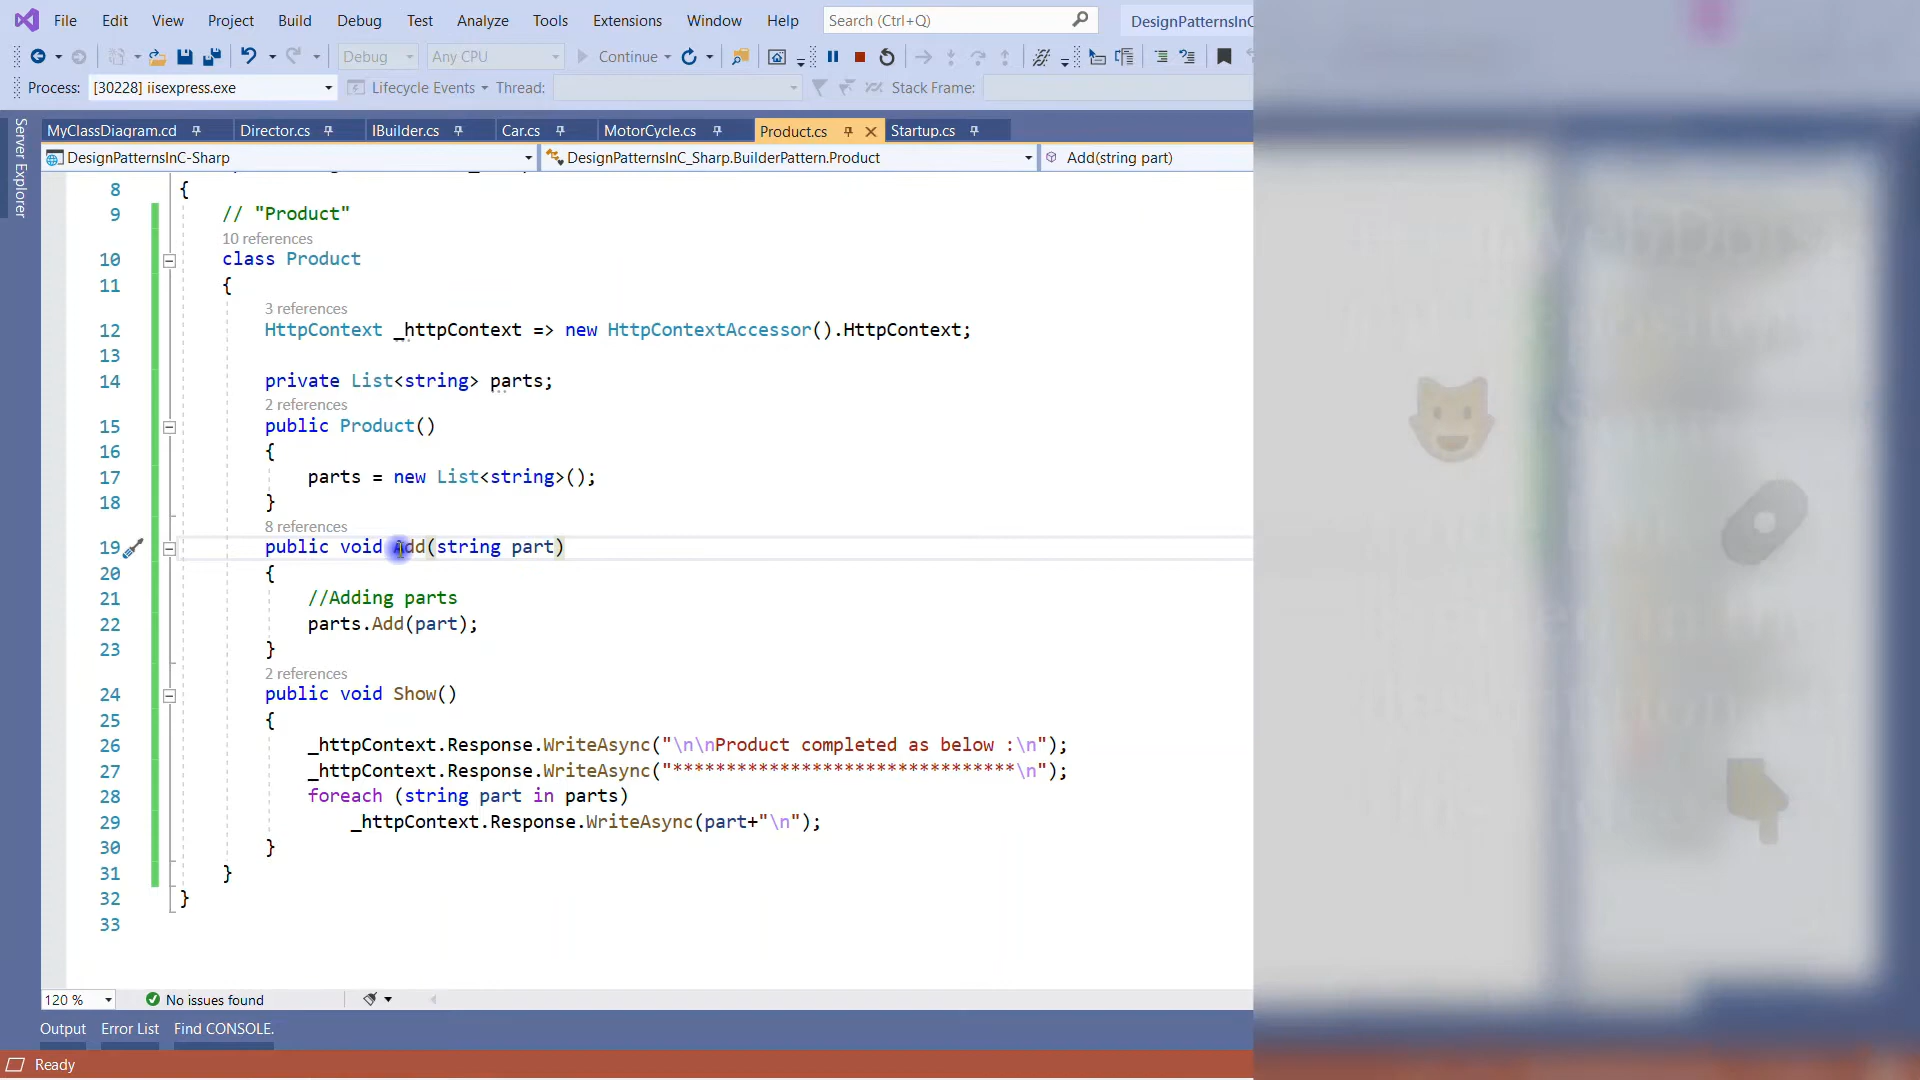 File Edit View Project Build Debug Test Analyze Tools Extensions Window Help Search (Ctrl+Q) DesignPatternsInC
Debug Any CPU Continue
Process: [30228] iisexpress.exe Lifecycle Events Thread: Stack Frame:
Server Explorer
MyClassDiagram.cd Director.cs IBuilder.cs Car.cs MotorCycle.cs Product.cs Startup.cs
DesignPatternsInC-Sharp DesignPatternsInC_Sharp.BuilderPattern.Product Add(string part)
8 {
9 // "Product"
10 references
10 class Product
11 {
3 references
12 HttpContext _httpContext => new HttpContextAccessor().HttpContext;
13
14 private List<string> parts;
2 references
15 public Product()
16 {
17 parts = new List<string>();
18 }
8 references
19 public void Add(string part)
20 {
21 //Adding parts
22 parts.Add(part);
23 }
2 references
24 public void Show()
25 {
26 _httpContext.Response.WriteAsync("\n\nProduct completed as below :\n");
27 _httpContext.Response.WriteAsync("********************************\n");
28 foreach (string part in parts)
29 _httpContext.Response.WriteAsync(part+"\n");
30 }
31 }
32 }
33
120 % No issues found
Output Error List Find CONSOLE.
Ready